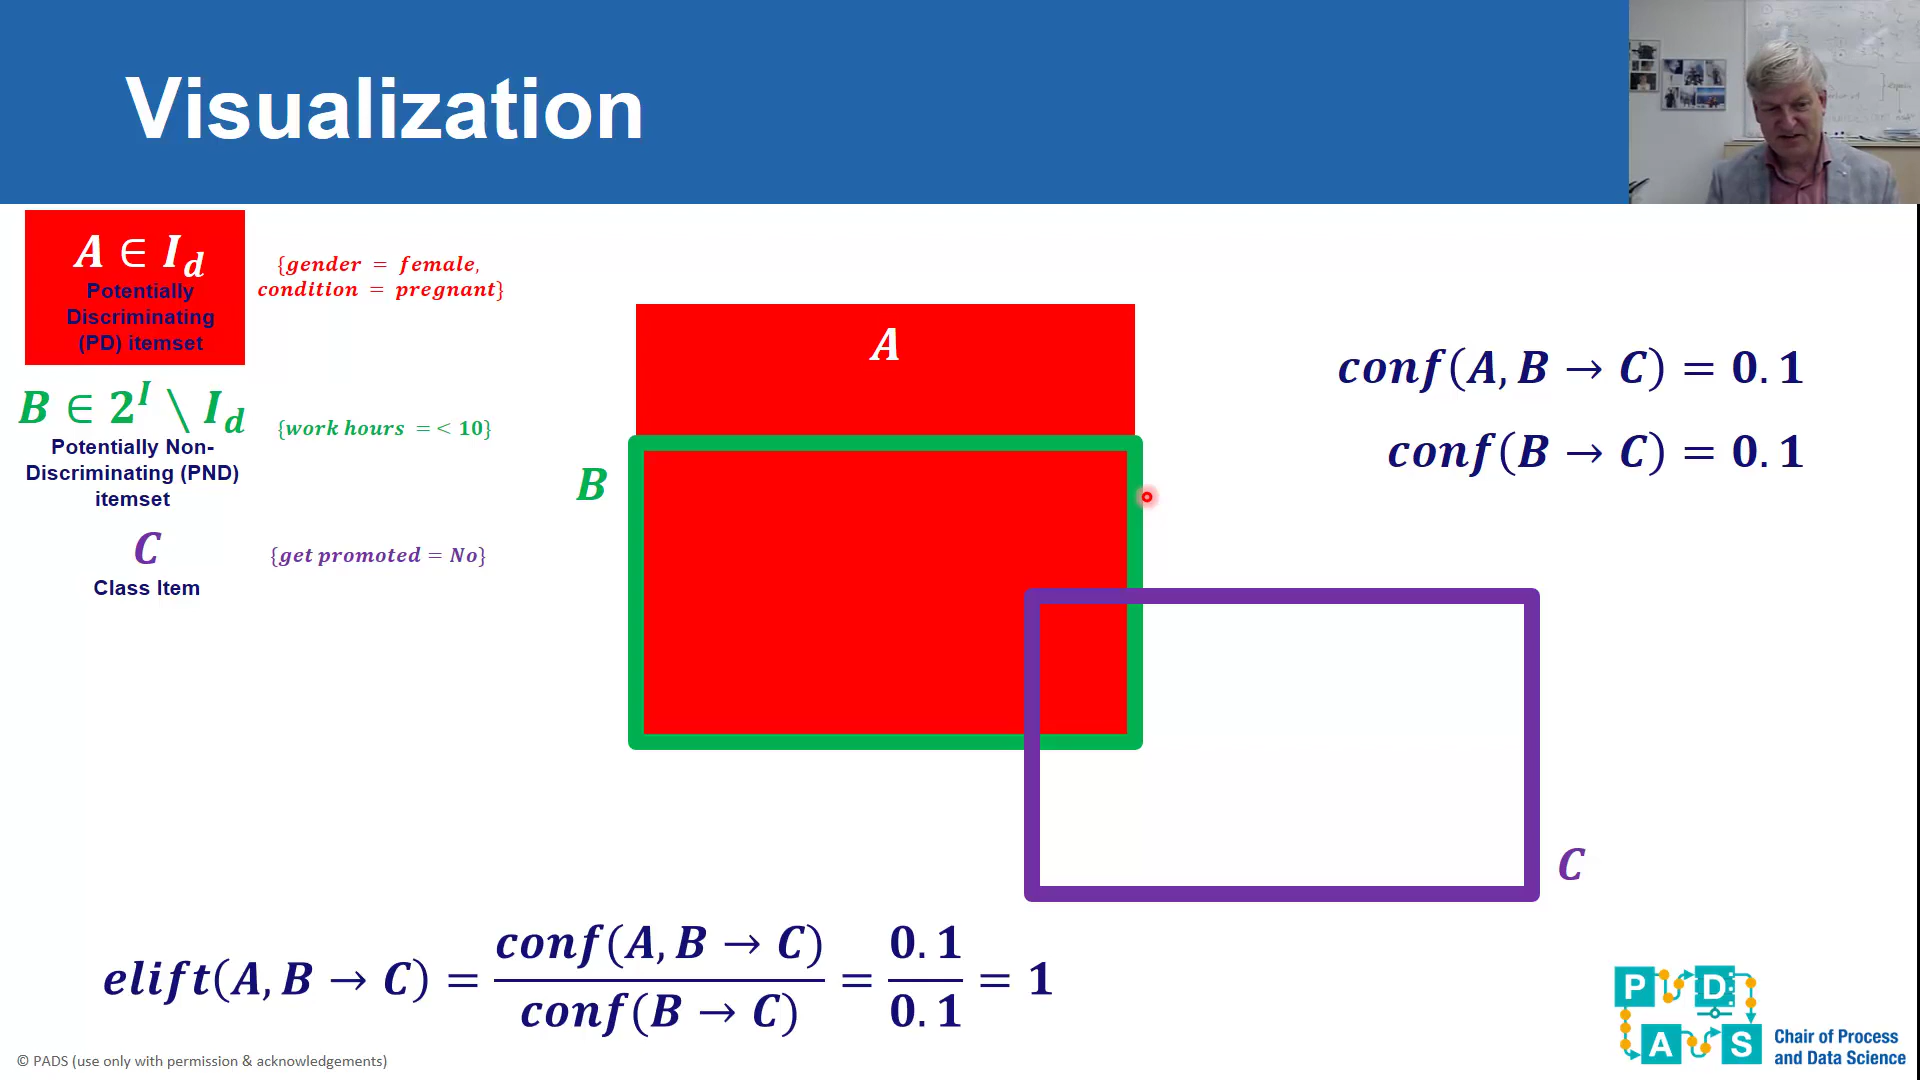 Visualization
A ∈ I_d
Potentially
Discriminating
(PD) itemset
{gender = female,
condition = pregnant}
B ∈ 2^I \ I_d
Potentially Non-
Discriminating (PND)
itemset
{work hours =< 10}
C
Class Item
{get promoted = No}
A
B
C
conf(A, B → C) = 0.1
conf(B → C) = 0.1
elift(A, B → C) = conf(A, B → C) / conf(B → C) = 0.1 / 0.1 = 1
© PADS (use only with permission & acknowledgements)
P D
A S
Chair of Process
and Data Science